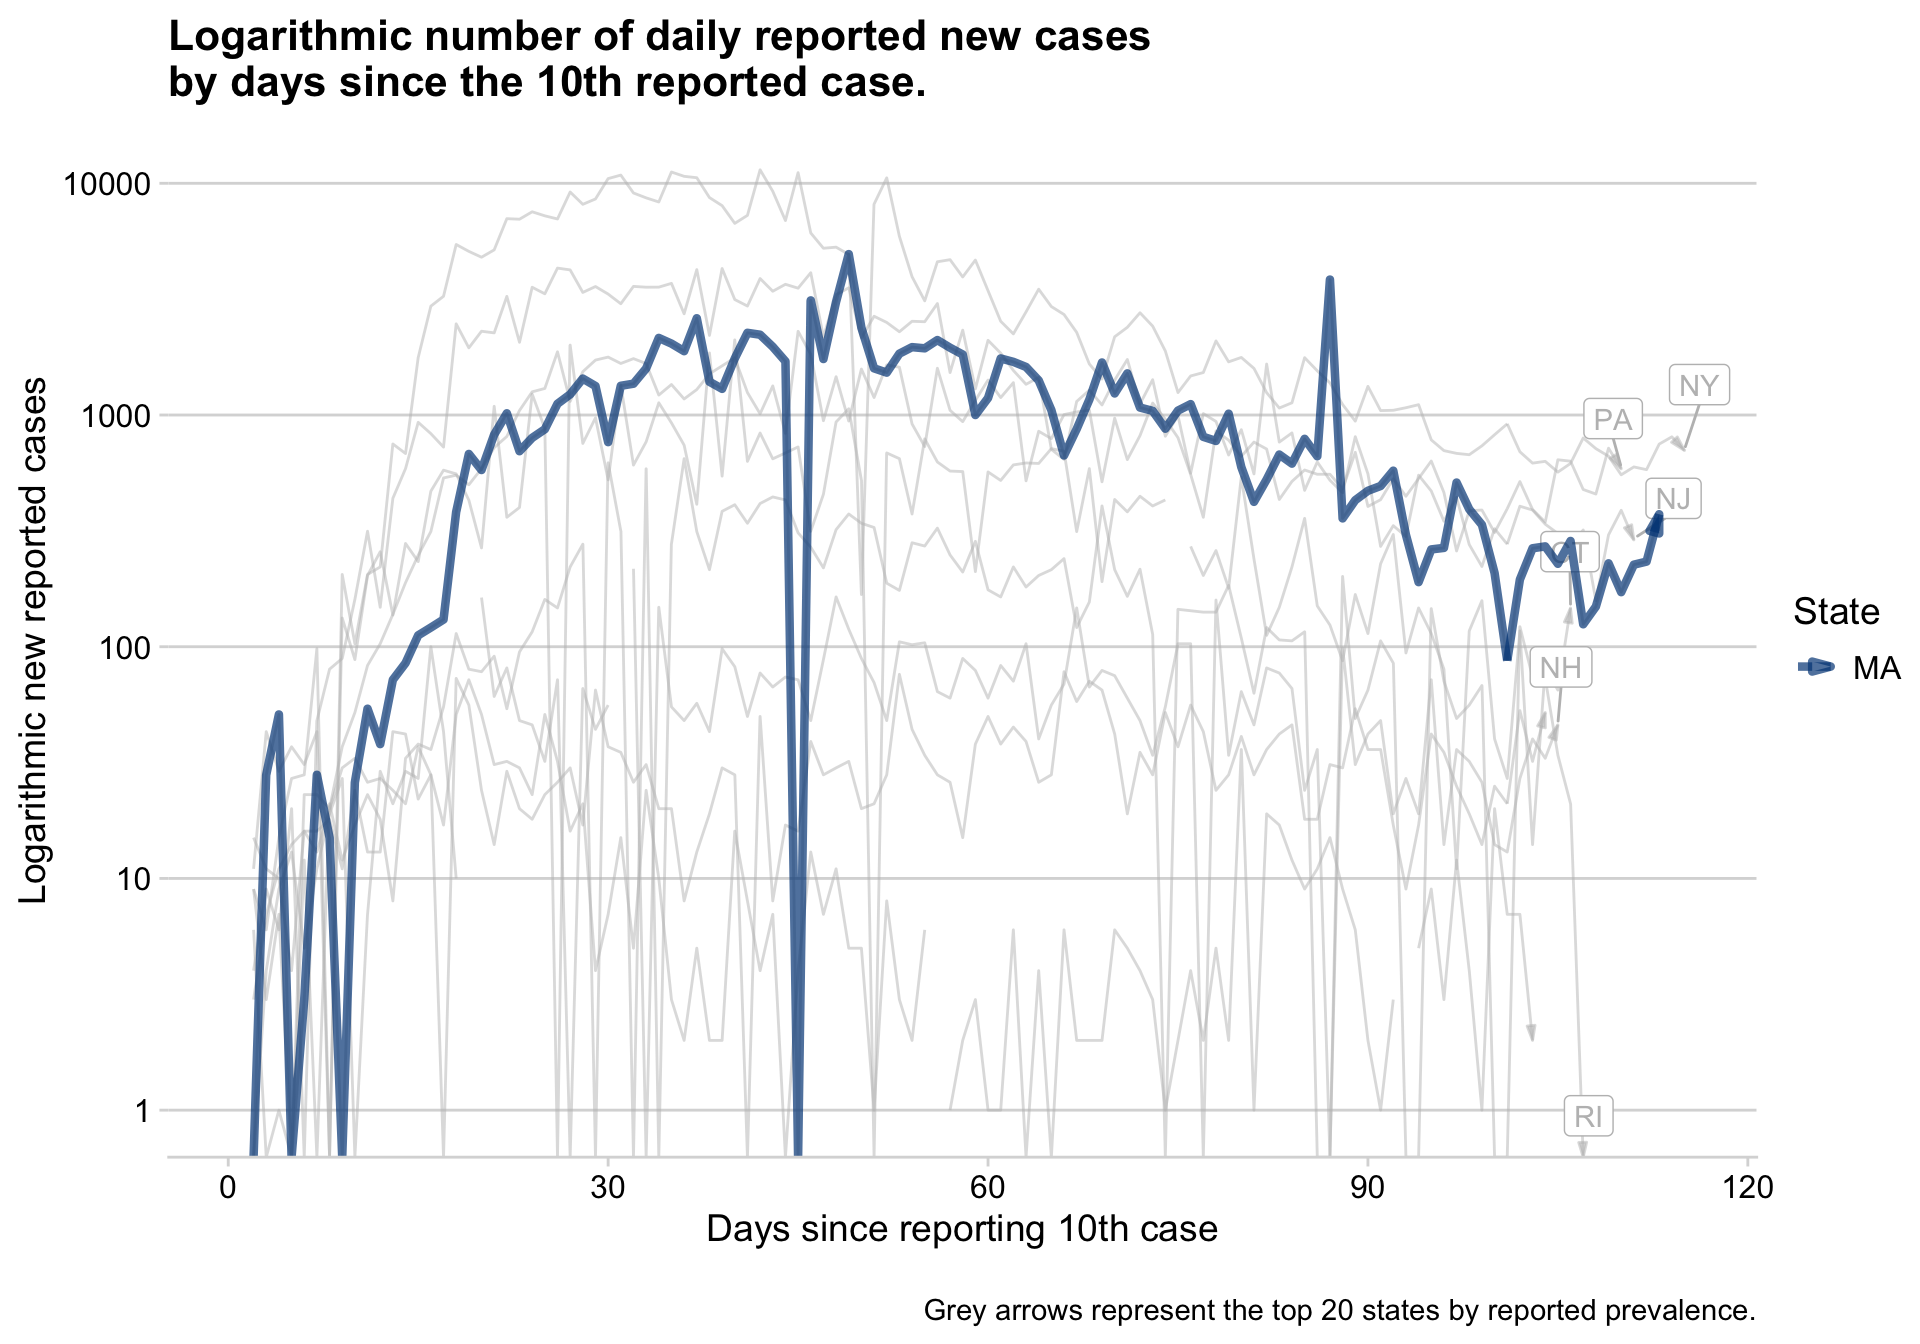 Logarithmic number of daily reported new cases
by days since the 10th reported case.
Logarithmic new reported cases
10000
1000
100
10
1
NY
PA
NJ
CT
NH
RI
State
MA
0
30
60
90
120
Days since reporting 10th case
Grey arrows represent the top 20 states by reported prevalence.